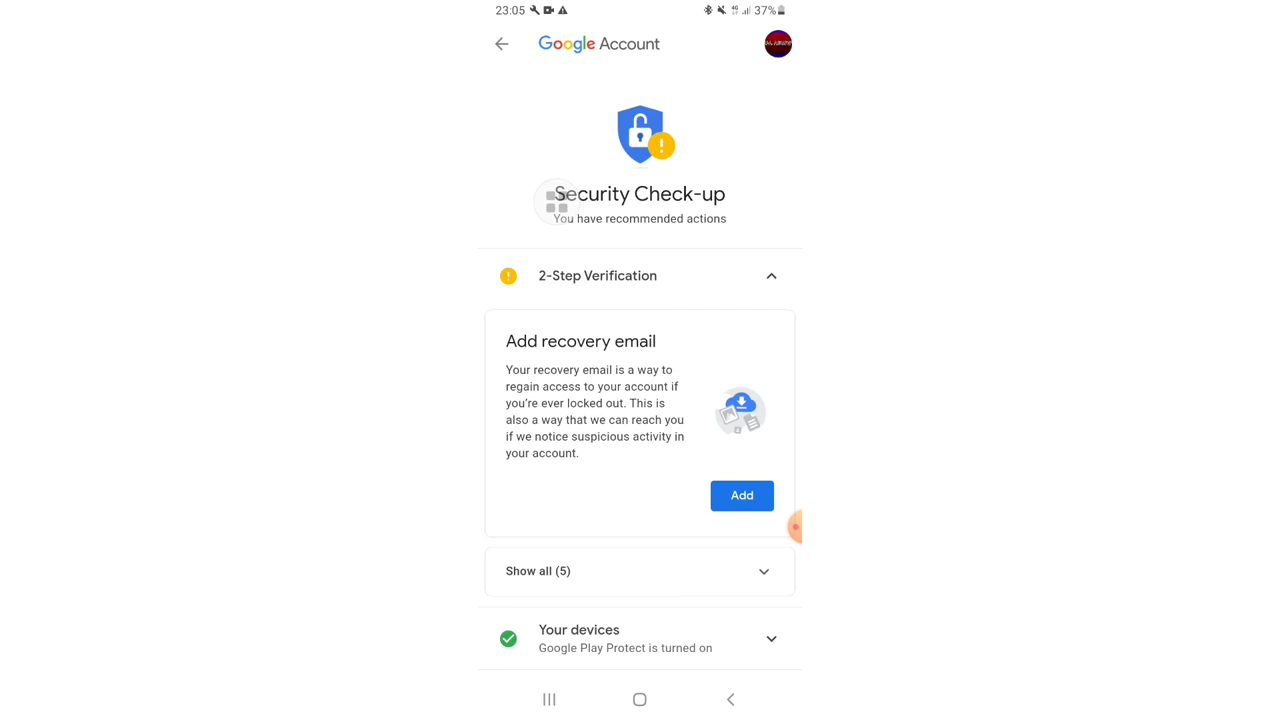 23:05 37%
Google Account
Security Check-up
You have recommended actions
2-Step Verification
Add recovery email
Your recovery email is a way to
regain access to your account if
you're ever locked out. This is
also a way that we can reach you
if we notice suspicious activity in
your account.
Add
Show all (5)
Your devices
Google Play Protect is turned on